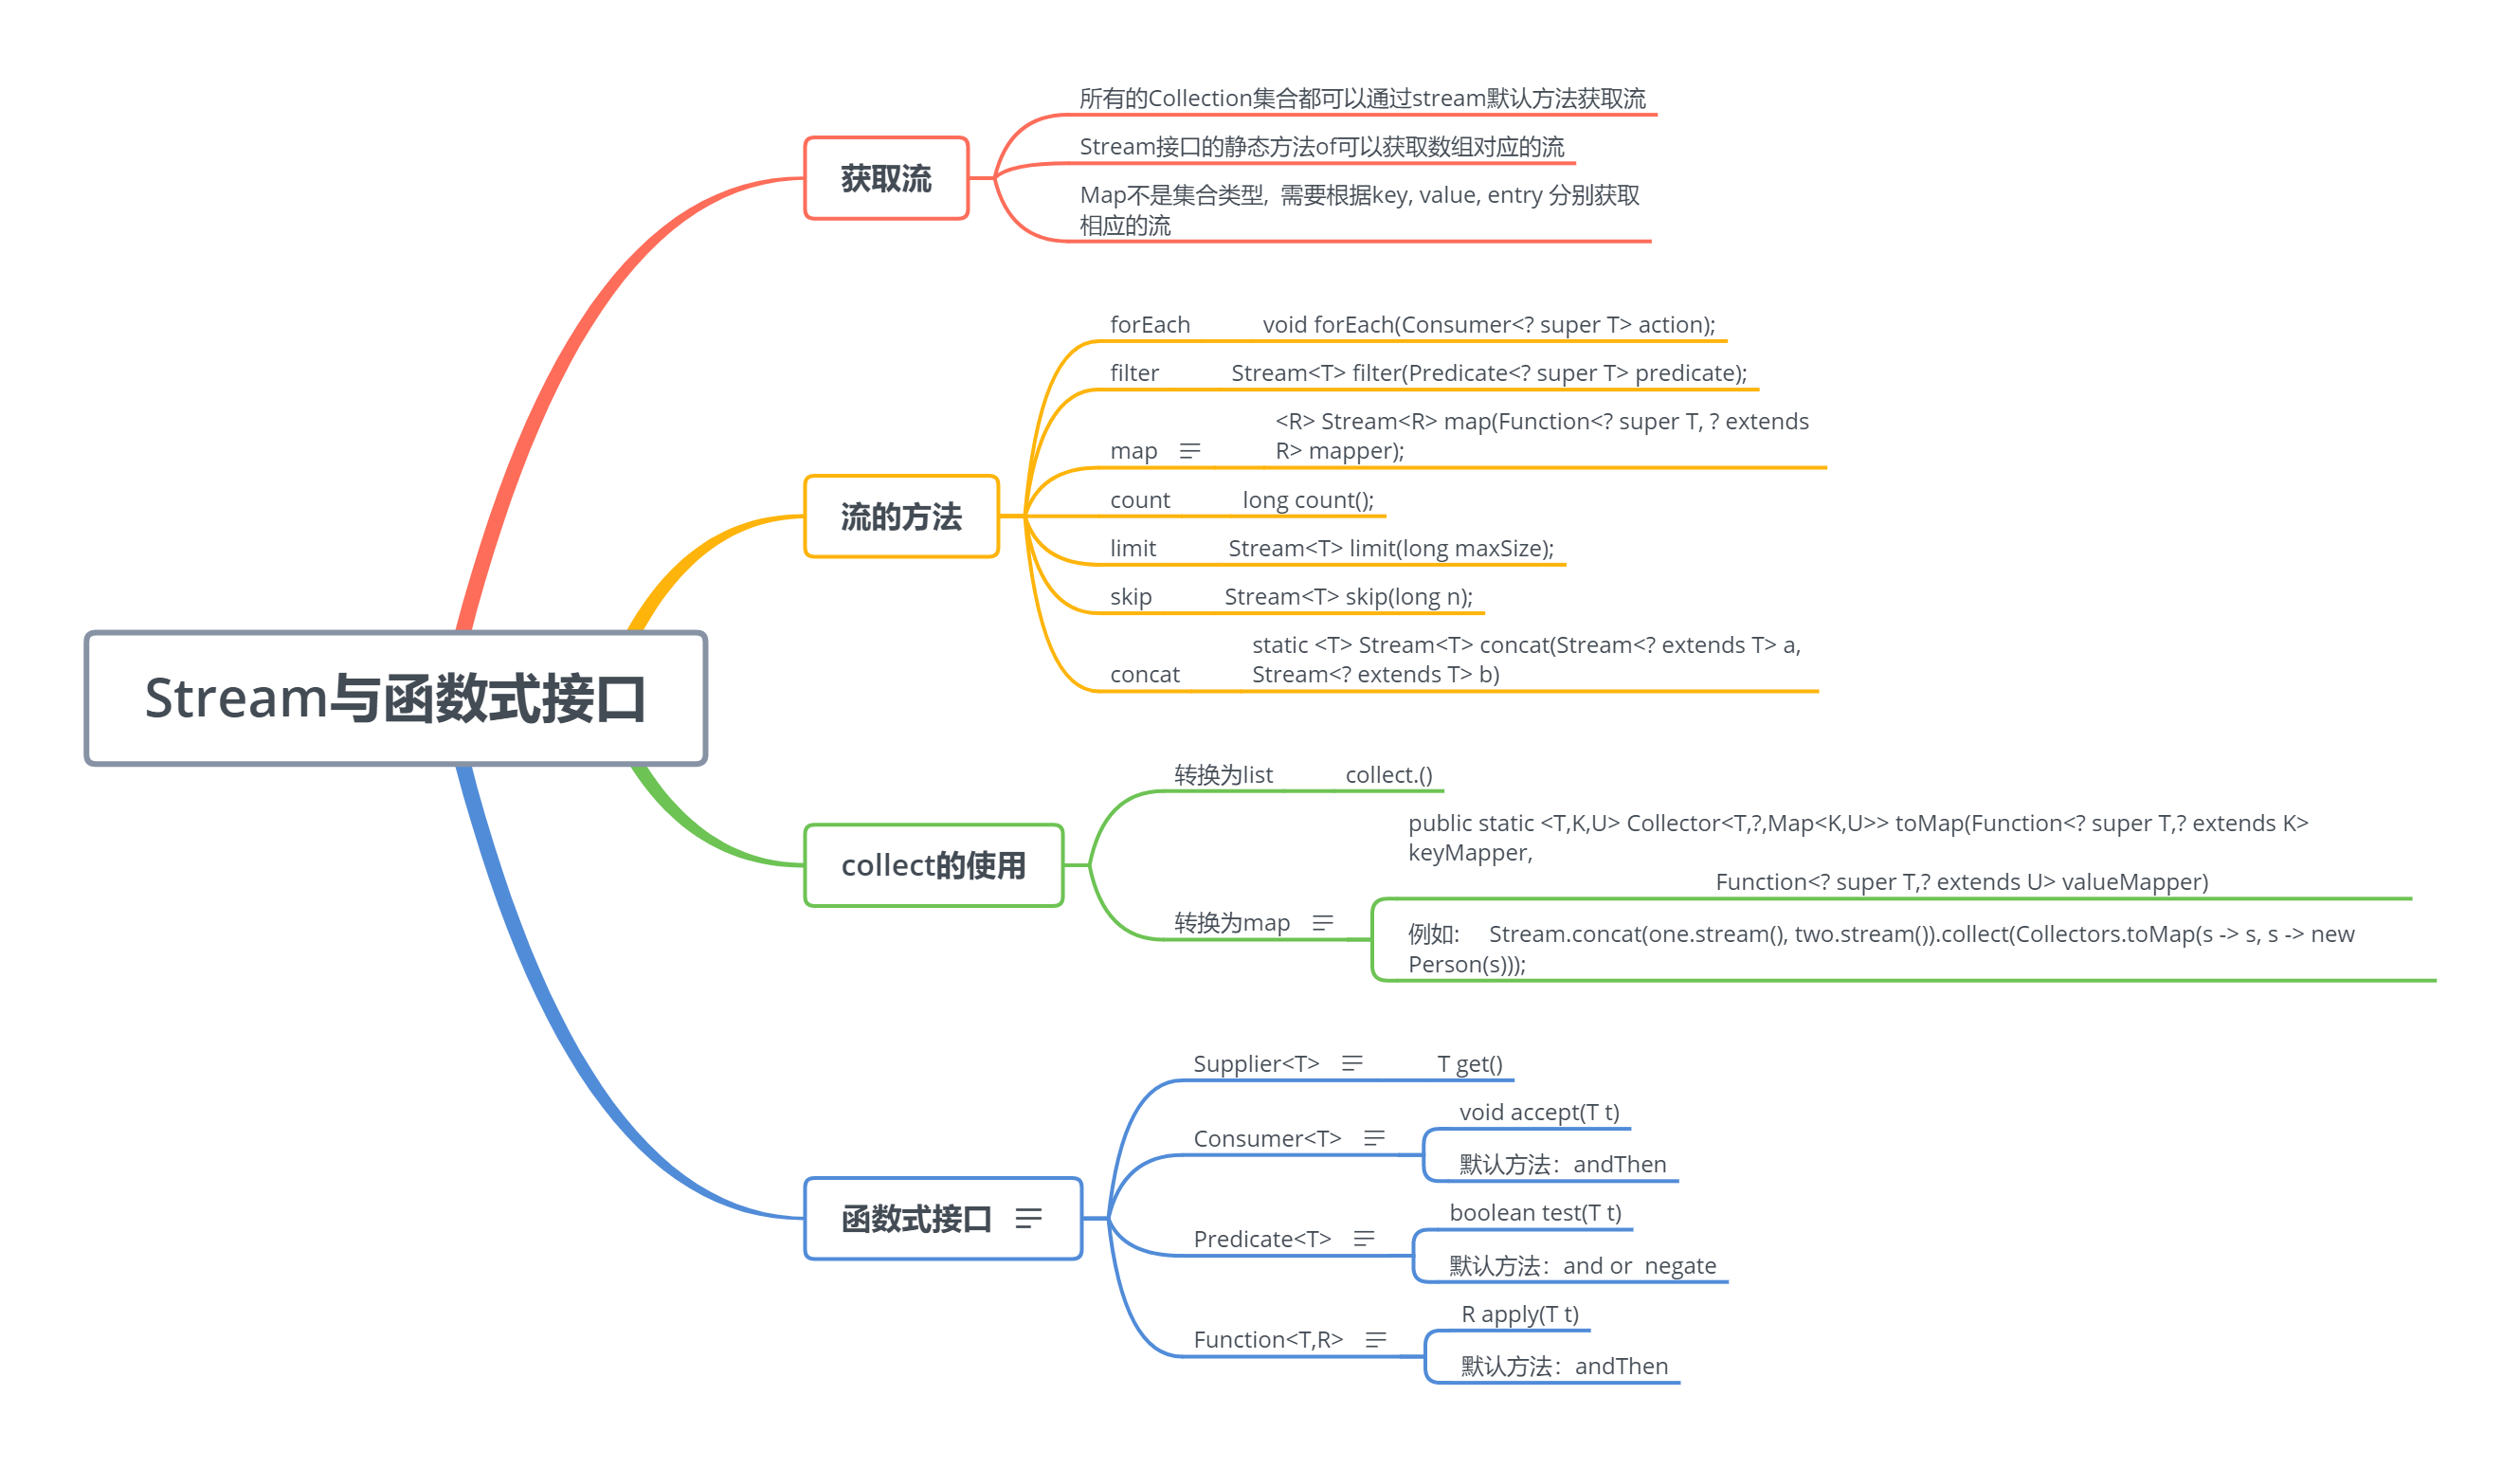 Stream与函数式接口
获取流
所有的Collection集合都可以通过stream默认方法获取流
Stream接口的静态方法of可以获取数组对应的流
Map不是集合类型, 需要根据key, value, entry 分别获取
相应的流
流的方法
forEach
void forEach(Consumer<? super T> action);
filter
Stream<T> filter(Predicate<? super T> predicate);
map
<R> Stream<R> map(Function<? super T, ? extends
R> mapper);
count
long count();
limit
Stream<T> limit(long maxSize);
skip
Stream<T> skip(long n);
concat
static <T> Stream<T> concat(Stream<? extends T> a,
Stream<? extends T> b)
collect的使用
转换为list
collect.()
转换为map
public static <T,K,U> Collector<T,?,Map<K,U>> toMap(Function<? super T,? extends K>
keyMapper,
Function<? super T,? extends U> valueMapper)
例如: Stream.concat(one.stream(), two.stream()).collect(Collectors.toMap(s -> s, s -> new
Person(s)));
函数式接口
Supplier<T>
T get()
Consumer<T>
void accept(T t)
默认方法：andThen
Predicate<T>
boolean test(T t)
默认方法：and or negate
Function<T,R>
R apply(T t)
默认方法：andThen